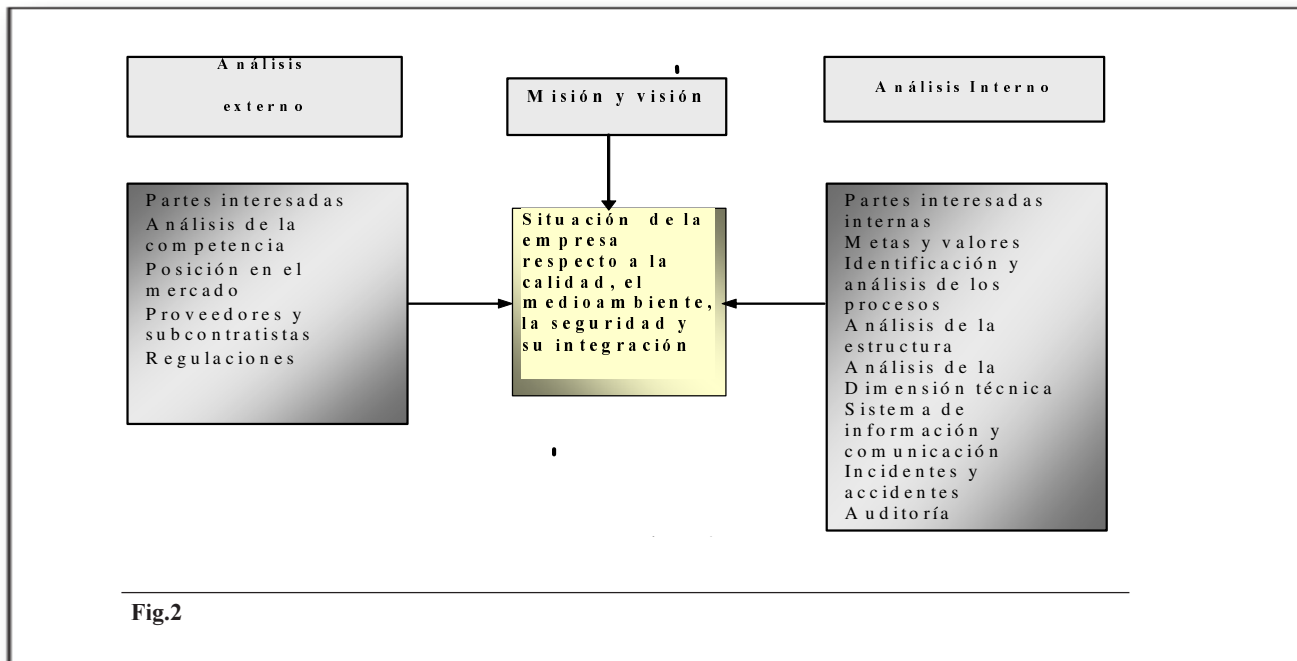 Análisis
externo
Misión y visión
Análisis Interno
Partes interesadas
Análisis de la
competencia
Posición en el
mercado
Proveedores y
subcontratistas
Regulaciones
Situación de la
empresa
respecto a la
calidad, el
medioambiente,
la seguridad y
su integración
Partes interesadas
internas
Metas y valores
Identificación y
análisis de los
procesos
Análisis de la
estructura
Análisis de la
Dimensión técnica
Sistema de
información y
comunicación
Incidentes y
accidentes
Auditoría
Fig.2